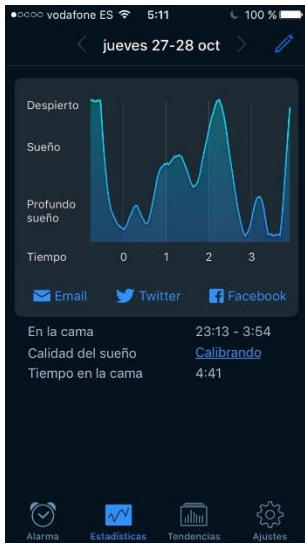 vodafone ES 5:11 100 %
jueves 27-28 oct
Despierto
Sueño
Profundo
sueño
Tiempo 0 1 2 3
Email Twitter Facebook
En la cama 23:13 - 3:54
Calidad del sueño Calibrando
Tiempo en la cama 4:41
Alarma Estadísticas Tendencias Ajustes